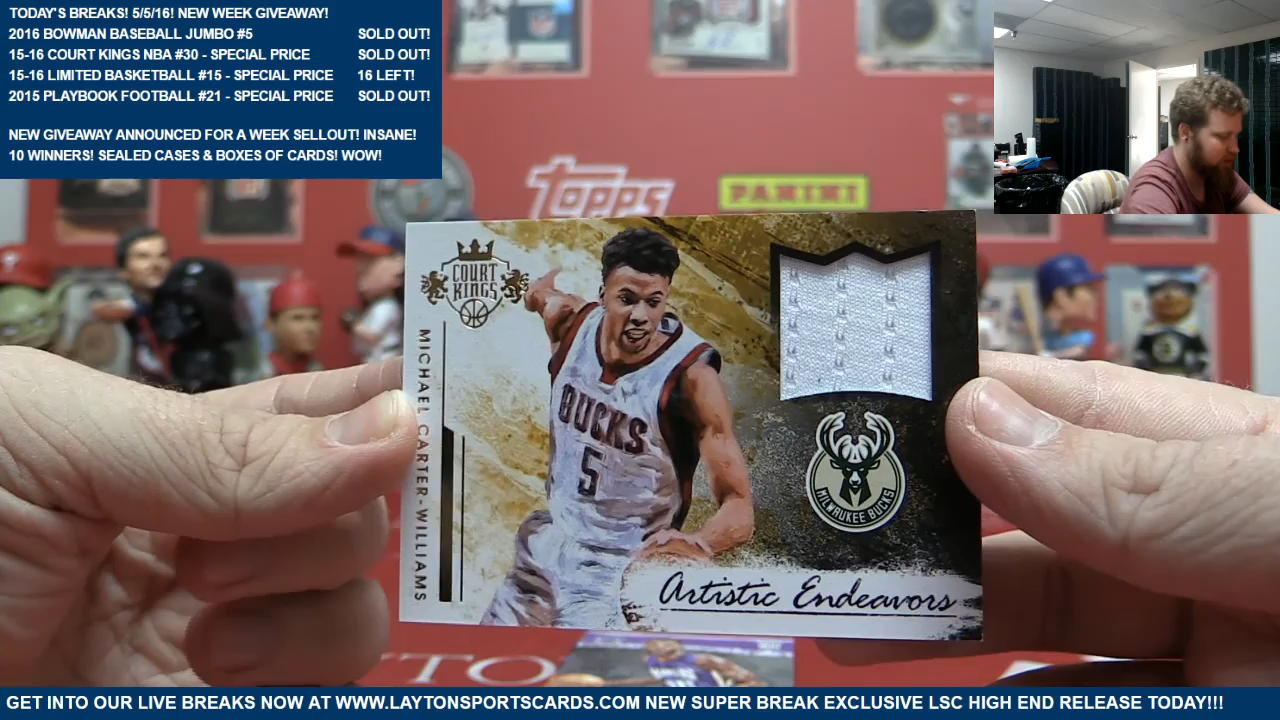 TODAY'S BREAKS! 5/5/16! NEW WEEK GIVEAWAY!
2016 BOWMAN BASEBALL JUMBO #5 SOLD OUT!
15-16 COURT KINGS NBA #30 - SPECIAL PRICE SOLD OUT!
15-16 LIMITED BASKETBALL #15 - SPECIAL PRICE 16 LEFT!
2015 PLAYBOOK FOOTBALL #21 - SPECIAL PRICE SOLD OUT!
NEW GIVEAWAY ANNOUNCED FOR A WEEK SELLOUT! INSANE!
10 WINNERS! SEALED CASES & BOXES OF CARDS! WOW!
TOPPS
PANINI
COURT
KINGS
MICHAEL CARTER-WILLIAMS
BUCKS
5
MILWAUKEE BUCKS
Artistic Endeavors
GET INTO OUR LIVE BREAKS NOW AT WWW.LAYTONSPORTSCARDS.COM NEW SUPER BREAK EXCLUSIVE LSC HIGH END RELEASE TODAY!!!